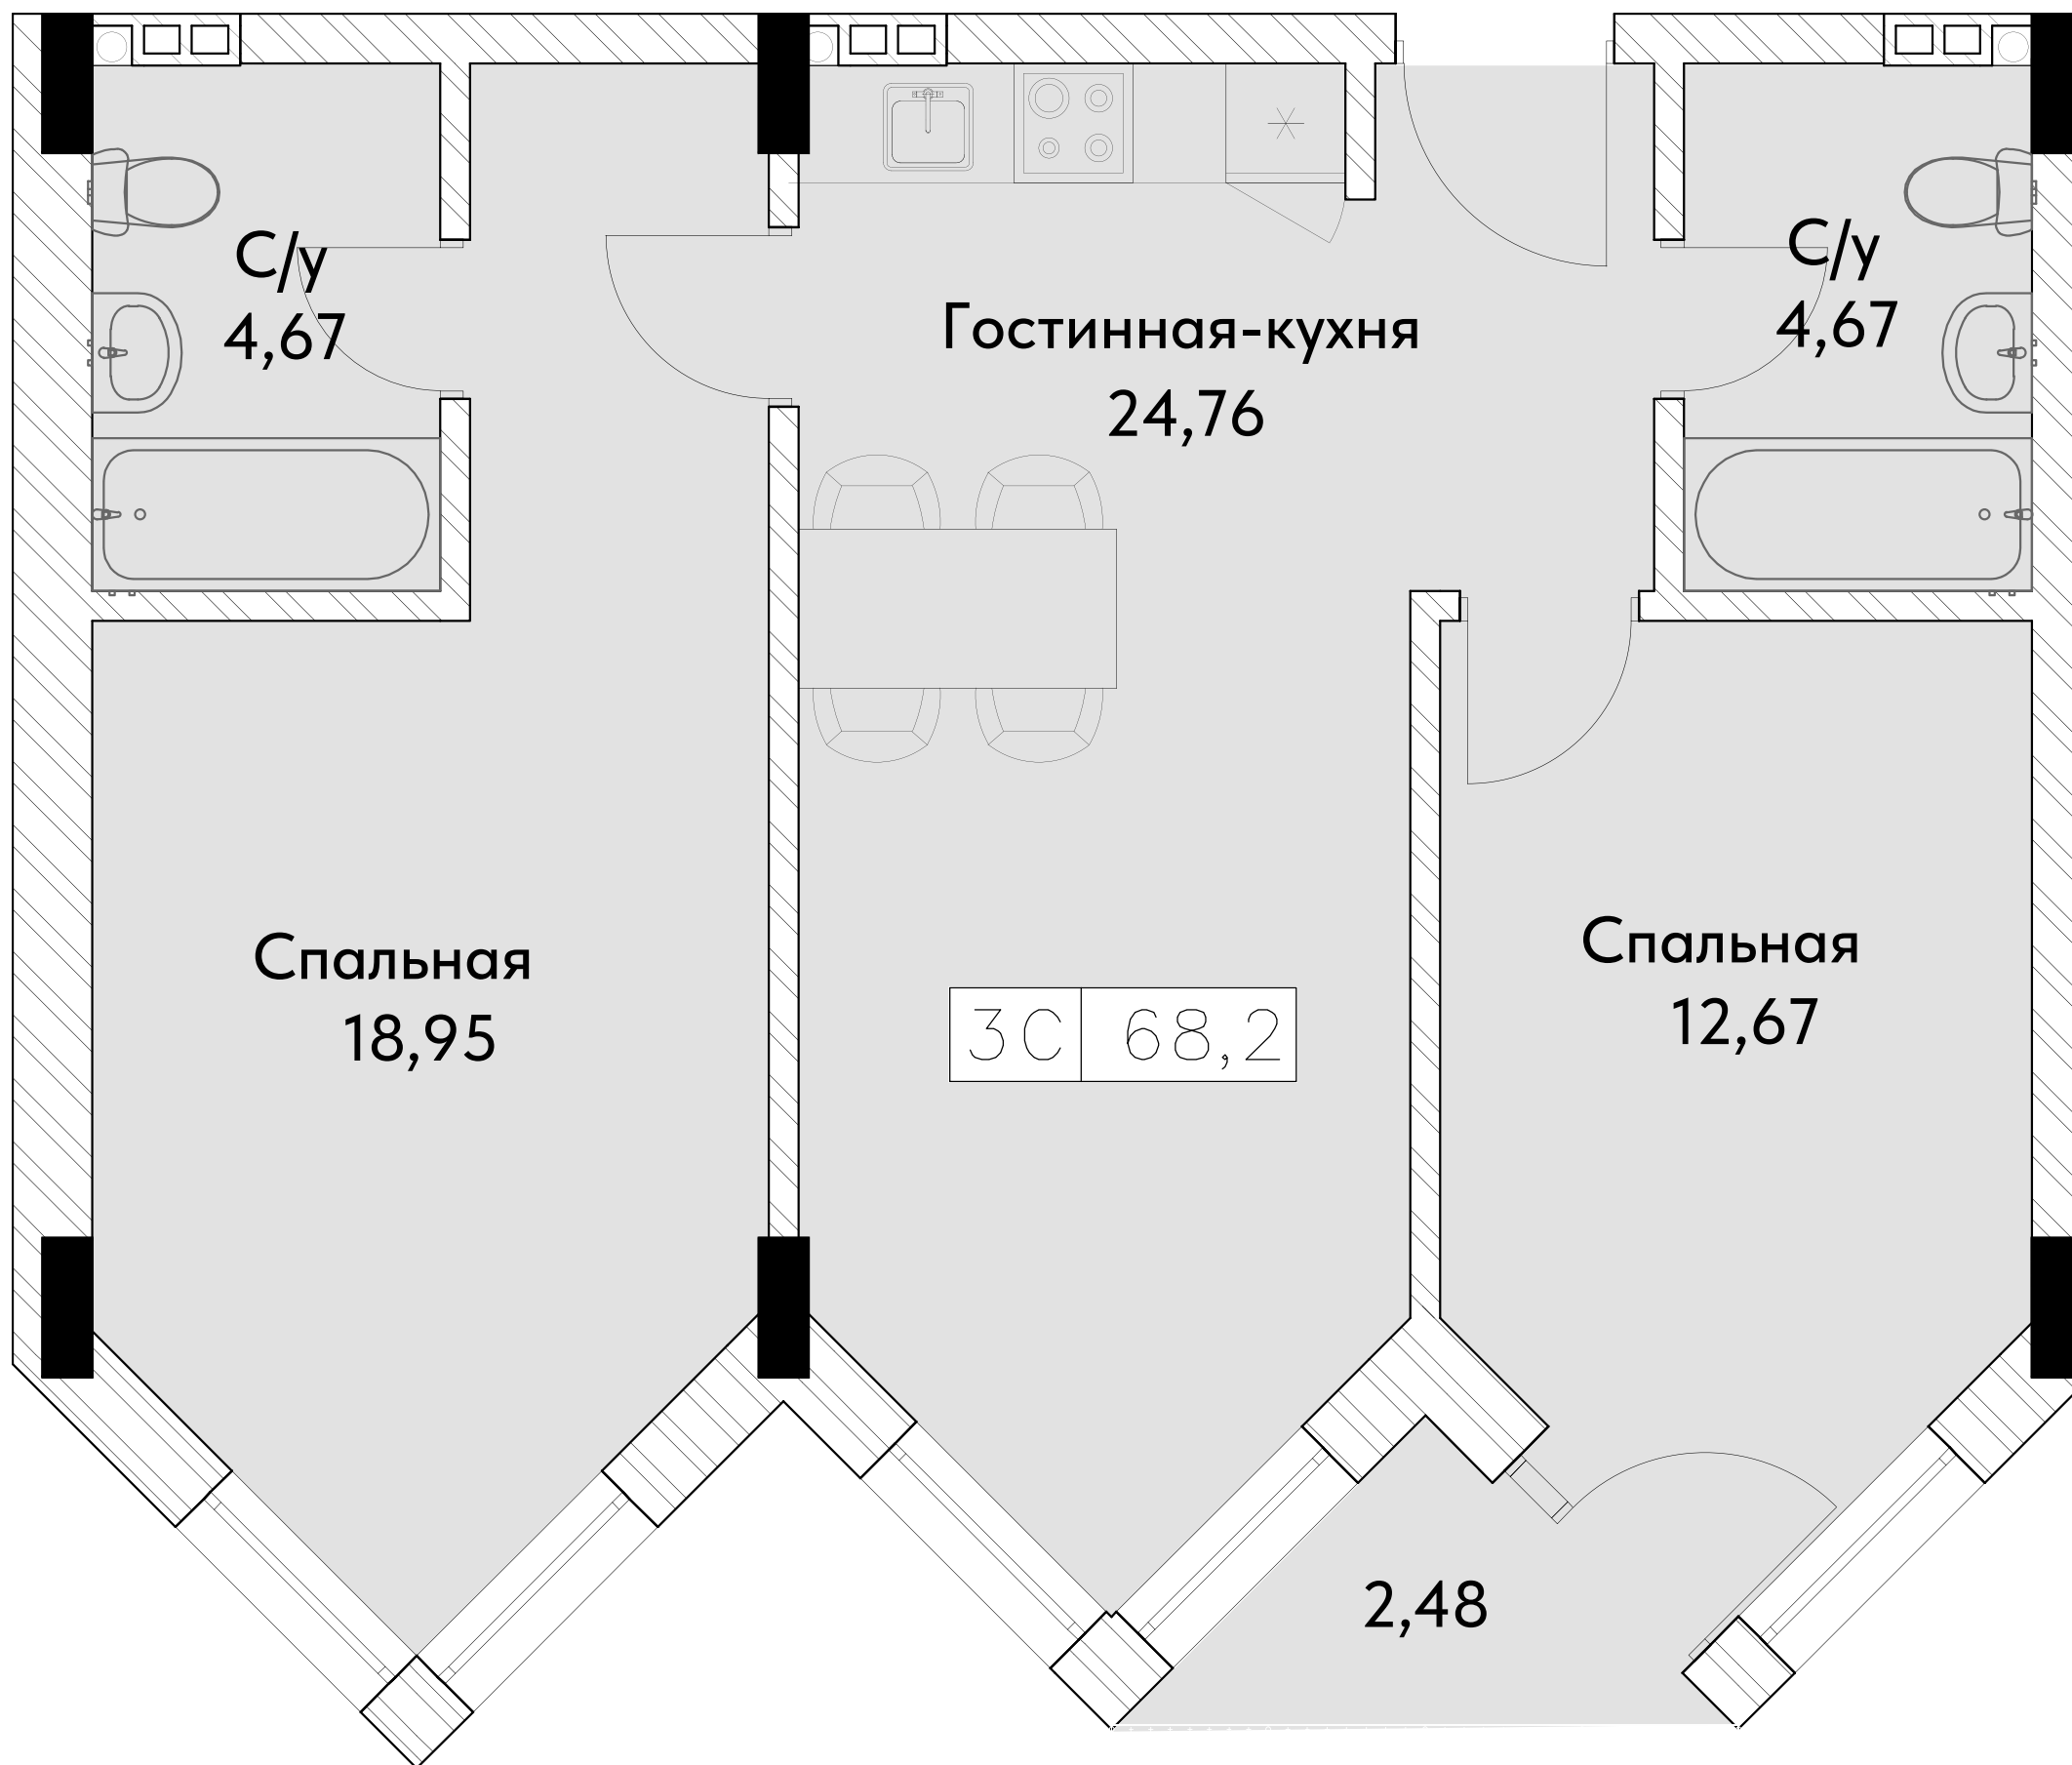 С/у
4,67
Гостинная-кухня
24,76
С/у
4,67
Спальная
18,95
3С 68,2
Спальная
12,67
2,48